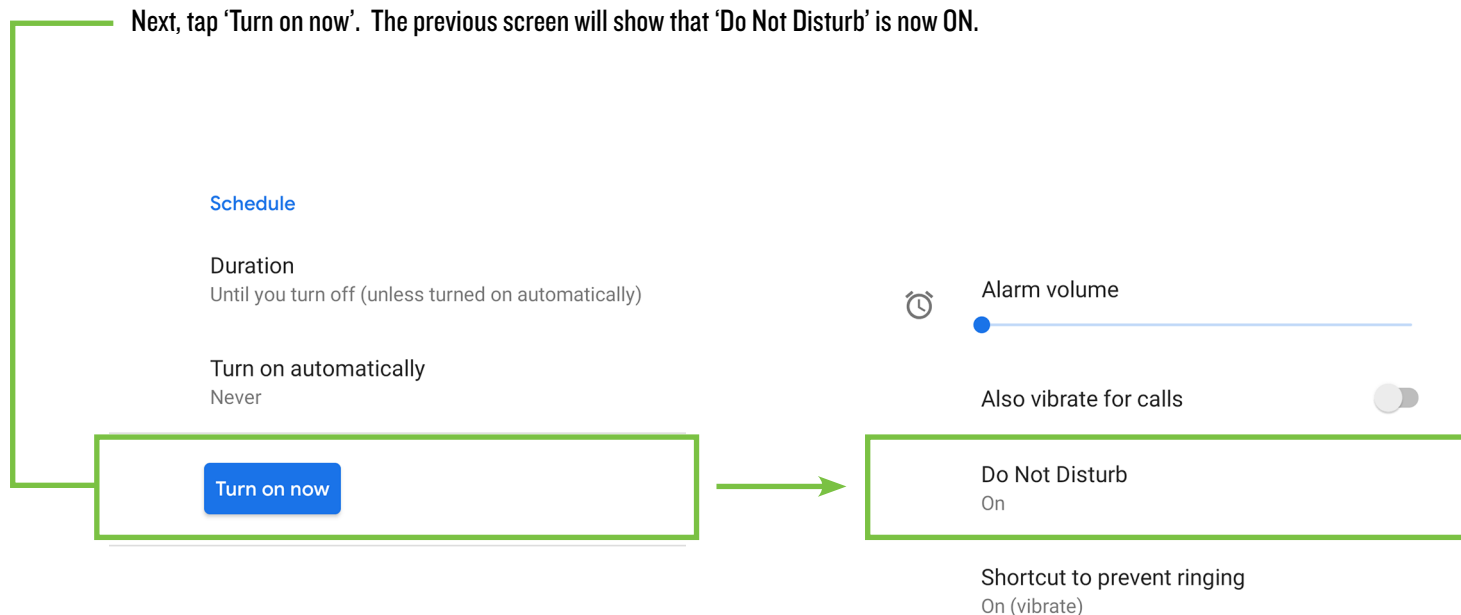 Next, tap ‘Turn on now’.  The previous screen will show that ‘Do Not Disturb’ is now ON.
Schedule
Duration
Until you turn off (unless turned on automatically)
Turn on automatically
Never
Turn on now
Alarm volume
Also vibrate for calls
Do Not Disturb
On
Shortcut to prevent ringing
On (vibrate)